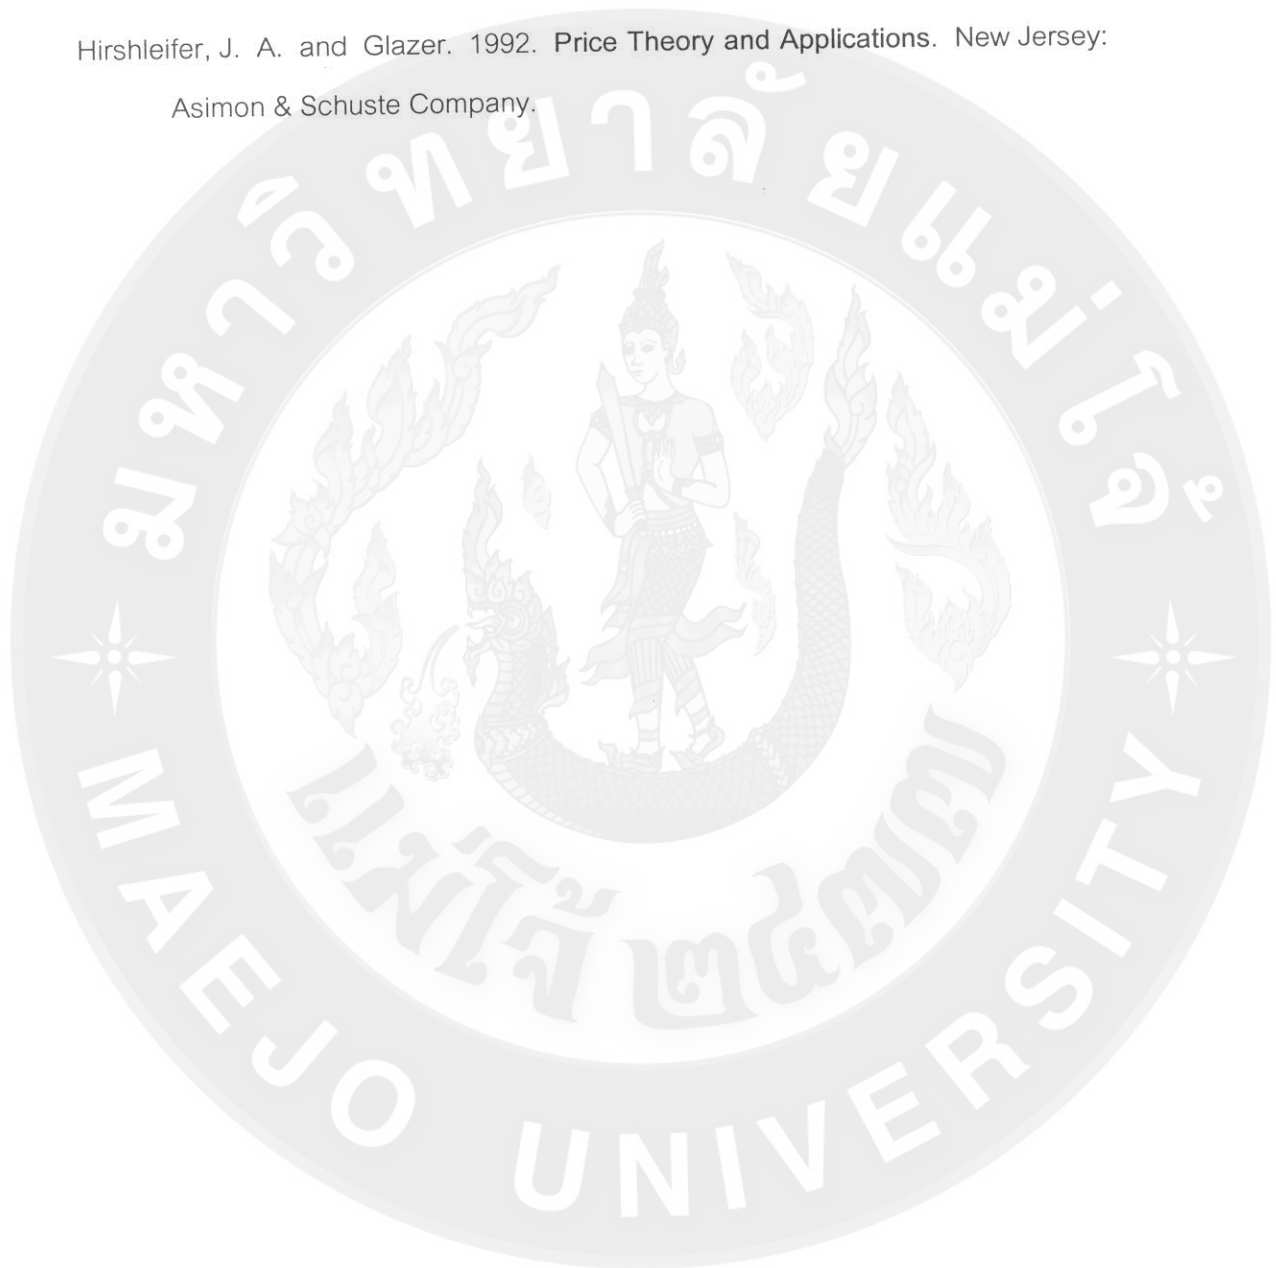 Hirshleifer, J. A. and Glazer. 1992. Price Theory and Applications. New Jersey:
Asimon & Schuste Company.
มหาวิทยาลัยแม่โจ้
แม่โจ้ ๒๔๗๗
MAEJO UNIVERSITY